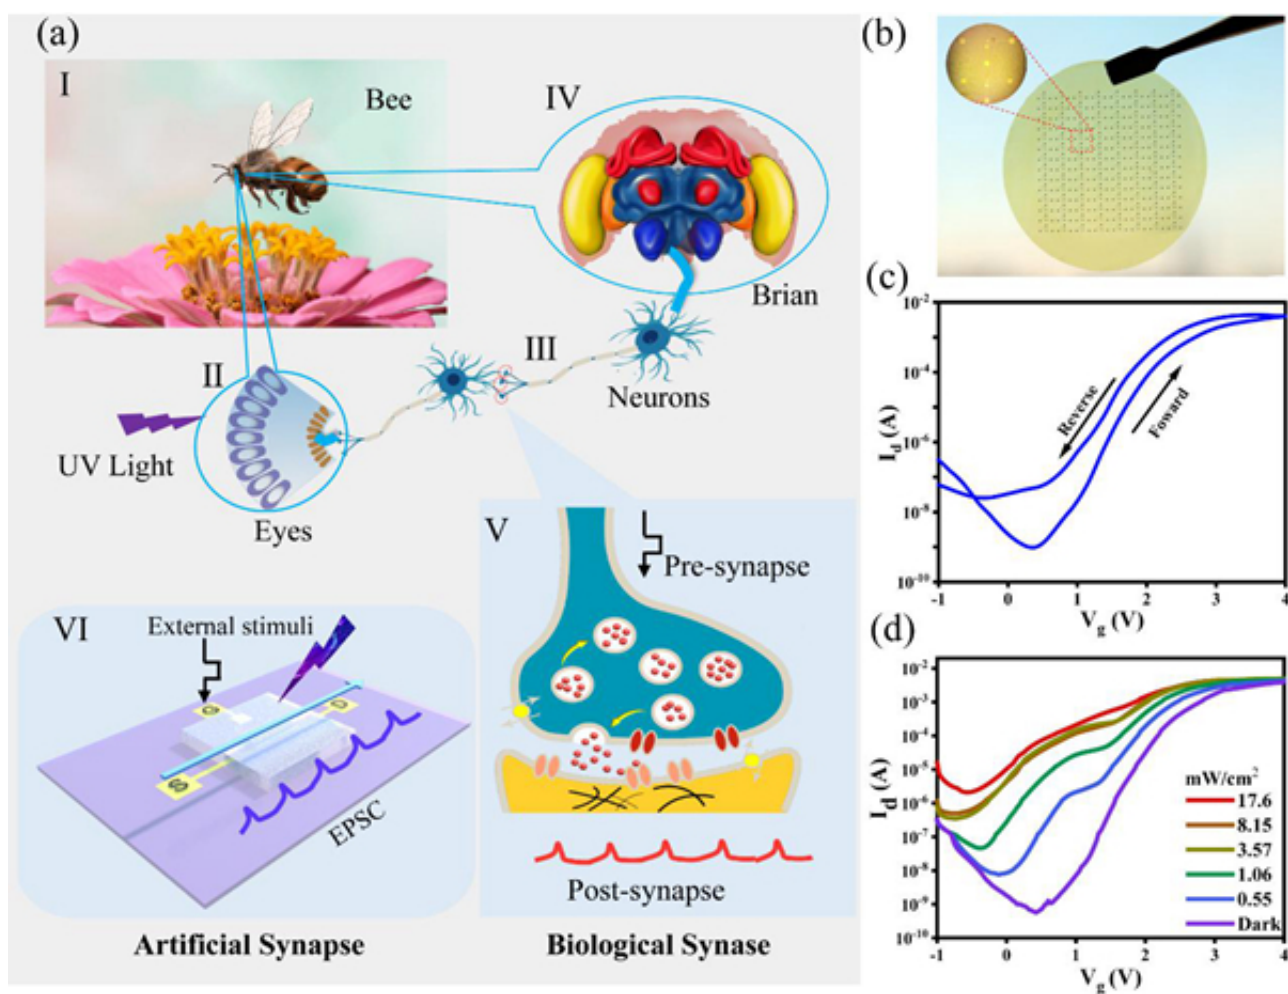 (a)
I
Bee
IV
Brian
II
III
UV Light
Eyes
Neurons
V
Pre-synapse
Post-synapse
VI
External stimuli
G
D
S
EPSC
Artificial Synapse
Biological Synase
(b)
(c)
10⁻²
10⁻⁴
10⁻⁶
10⁻⁸
10⁻¹⁰
I_d (A)
Reverse
Foward
-1 0 1 2 3 4
V_g (V)
(d)
10⁻²
10⁻³
10⁻⁴
10⁻⁵
10⁻⁶
10⁻⁷
10⁻⁸
10⁻⁹
10⁻¹⁰
I_d (A)
mW/cm²
17.6
8.15
3.57
1.06
0.55
Dark
-1 0 1 2 3 4
V_g (V)